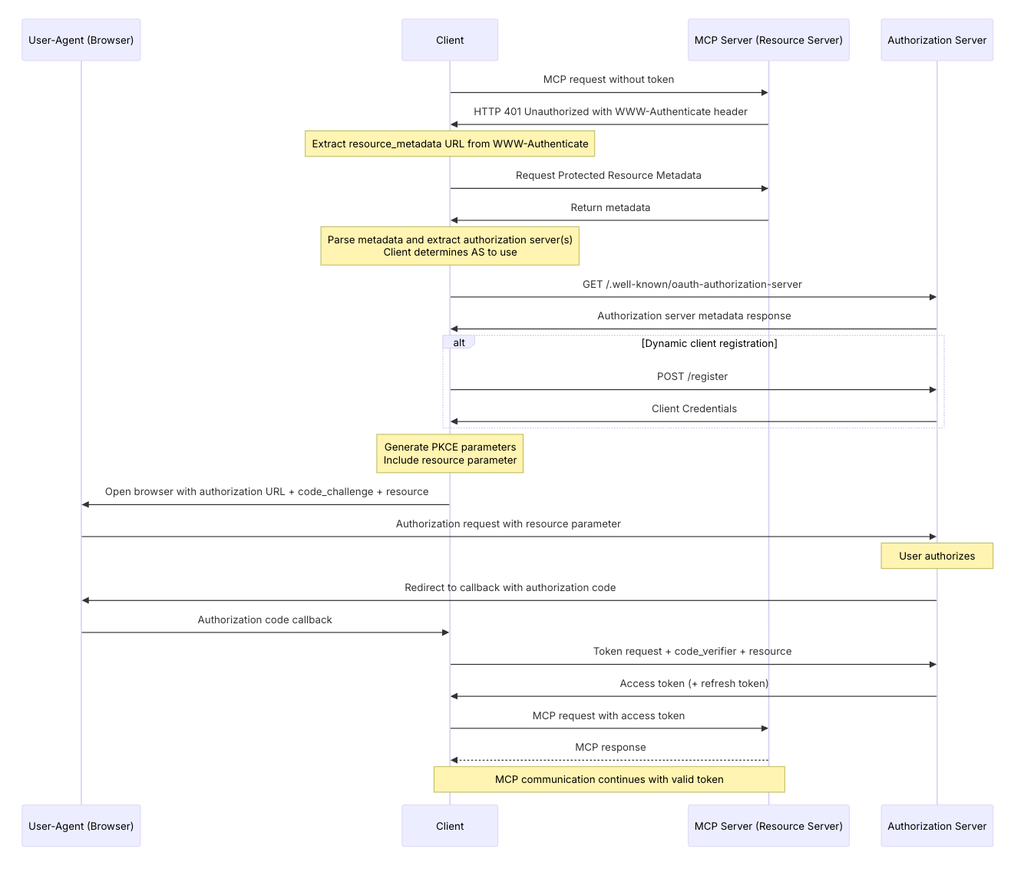 User-Agent (Browser)
Client
MCP Server (Resource Server)
Authorization Server
MCP request without token
HTTP 401 Unauthorized with WWW-Authenticate header
Extract resource_metadata URL from WWW-Authenticate
Request Protected Resource Metadata
Return metadata
Parse metadata and extract authorization server(s)
Client determines AS to use
GET /.well-known/oauth-authorization-server
Authorization server metadata response
alt
[Dynamic client registration]
POST /register
Client Credentials
Generate PKCE parameters
Include resource parameter
Open browser with authorization URL + code_challenge + resource
Authorization request with resource parameter
User authorizes
Redirect to callback with authorization code
Authorization code callback
Token request + code_verifier + resource
Access token (+ refresh token)
MCP request with access token
MCP response
MCP communication continues with valid token
User-Agent (Browser)
Client
MCP Server (Resource Server)
Authorization Server